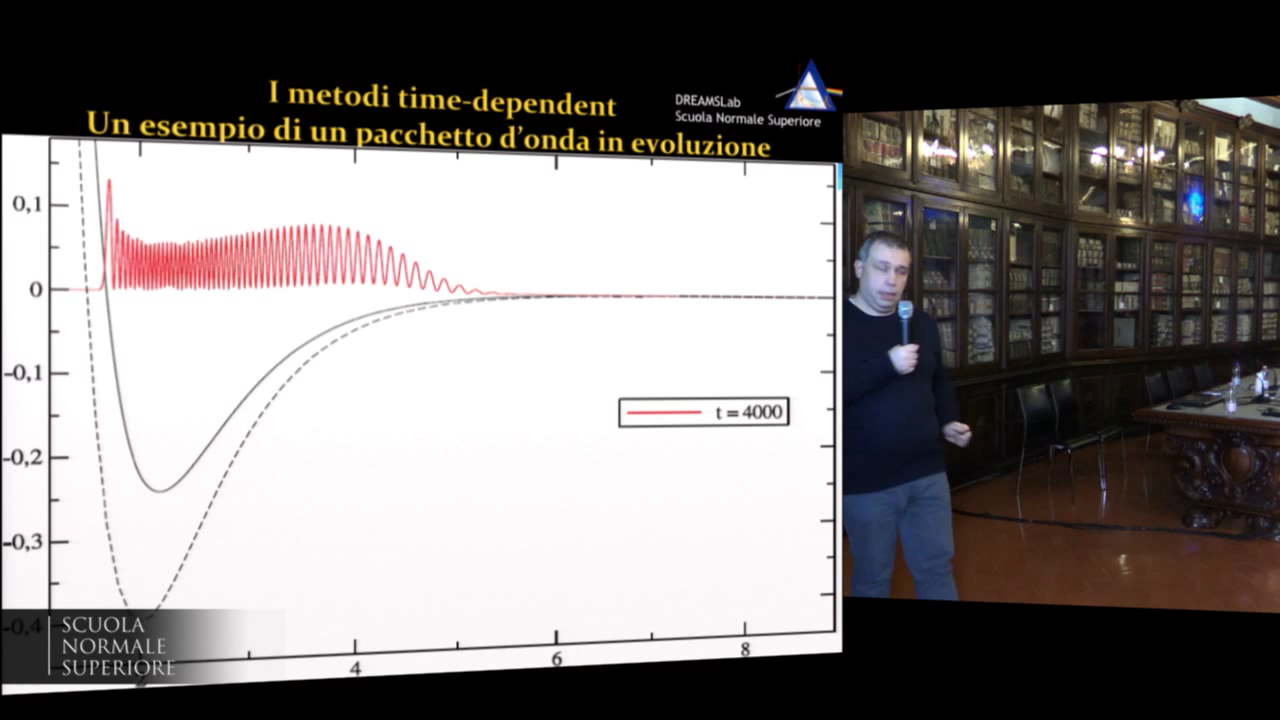 I metodi time-dependent
Un esempio di un pacchetto d'onda in evoluzione
DREAMSLab
Scuola Normale Superiore
0,1
0
-0,1
-0,2
-0,3
-0,4
t = 4000
2
4
6
8
SCUOLA
NORMALE
SUPERIORE